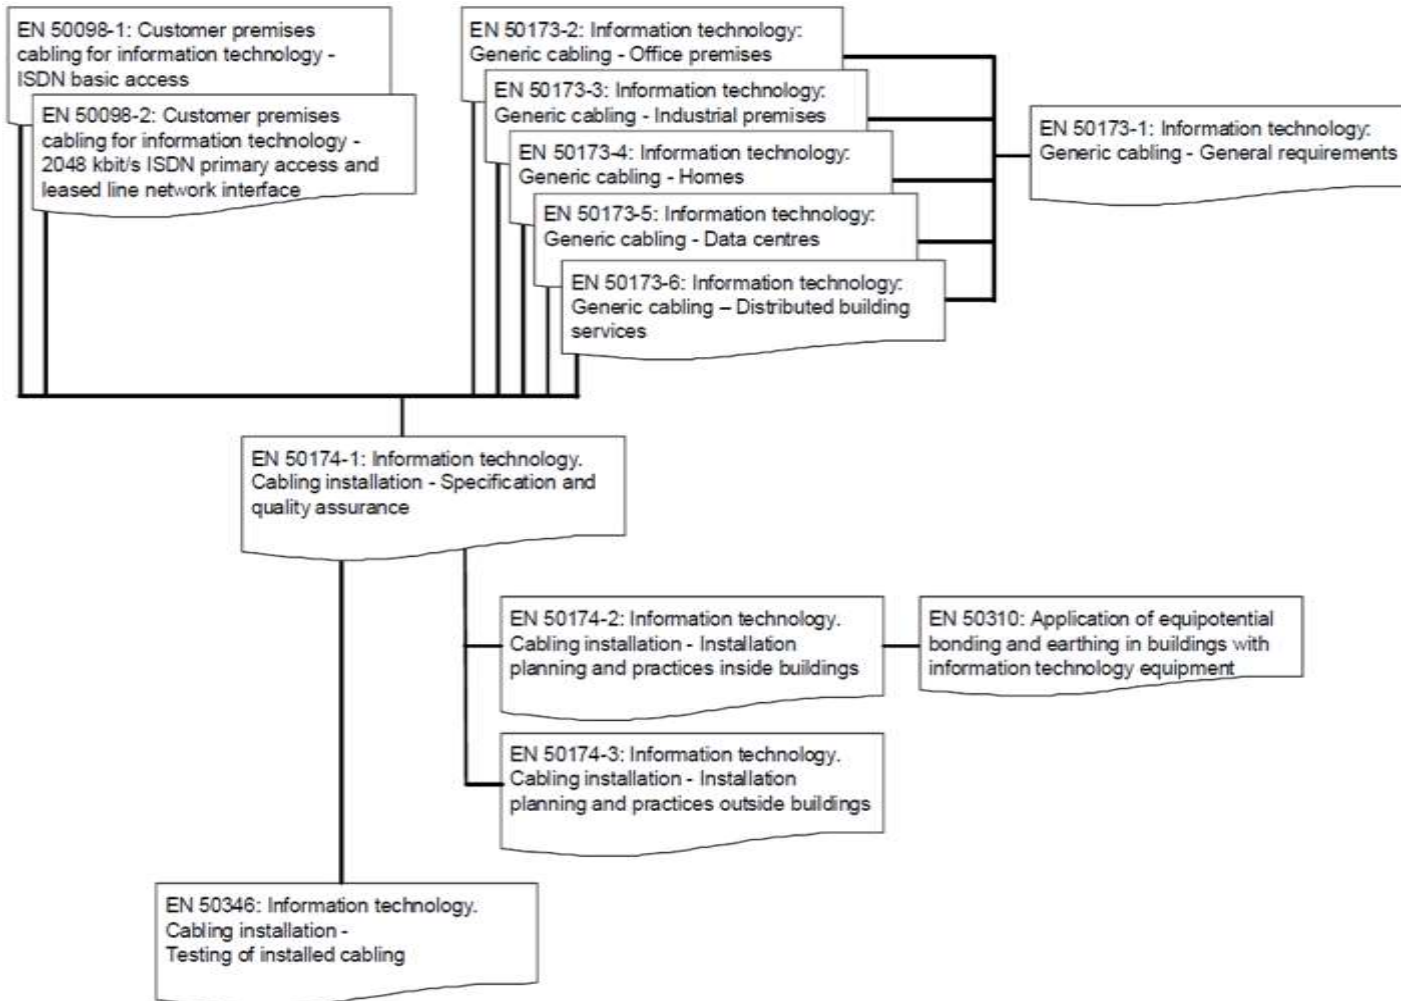 EN 50098-1: Customer premises
cabling for information technology -
ISDN basic access
EN 50098-2: Customer premises
cabling for information technology -
2048 kbit/s ISDN primary access and
leased line network interface
EN 50173-2: Information technology:
Generic cabling - Office premises
EN 50173-3: Information technology:
Generic cabling - Industrial premises
EN 50173-4: Information technology:
Generic cabling - Homes
EN 50173-5: Information technology:
Generic cabling - Data centres
EN 50173-6: Information technology:
Generic cabling – Distributed building
services
EN 50173-1: Information technology:
Generic cabling - General requirements
EN 50174-1: Information technology.
Cabling installation - Specification and
quality assurance
EN 50174-2: Information technology.
Cabling installation - Installation
planning and practices inside buildings
EN 50310: Application of equipotential
bonding and earthing in buildings with
information technology equipment
EN 50174-3: Information technology.
Cabling installation - Installation
planning and practices outside buildings
EN 50346: Information technology.
Cabling installation -
Testing of installed cabling